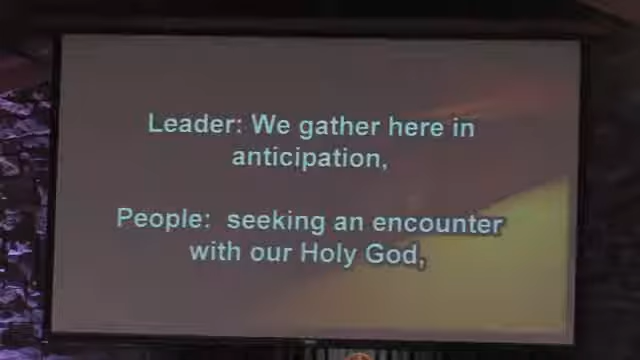 Leader: We gather here in
anticipation,
People: seeking an encounter
with our Holy God,